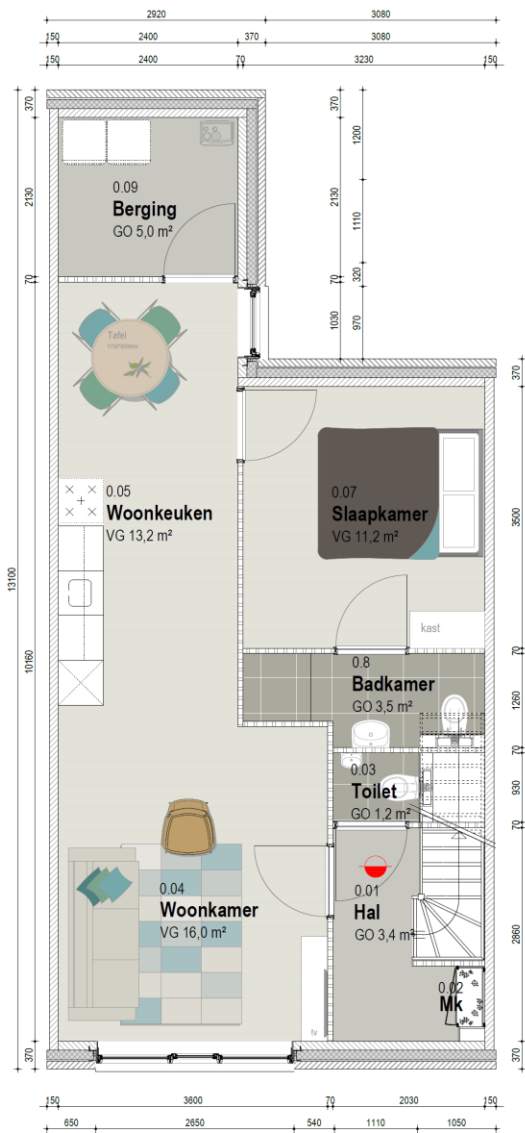 2920 3080
150 2400 370 3080
150 2400 70 3230 150
370
2130
70
10160
13100
370
370
2130
70
1030
1200
1110
320
970
370
3500
70
1260
70
930
70
2860
370
0.09
Berging
GO 5,0 m²
Tafel
0.05
Woonkeuken
VG 13,2 m²
0.07
Slaapkamer
VG 11,2 m²
kast
0.8
Badkamer
GO 3,5 m²
0.03
Toilet
GO 1,2 m²
0.04
Woonkamer
VG 16,0 m²
0.01
Hal
GO 3,4 m²
0.02
Mk
tv
150 3600 70 2030 150
650 2650 540 1110 1050